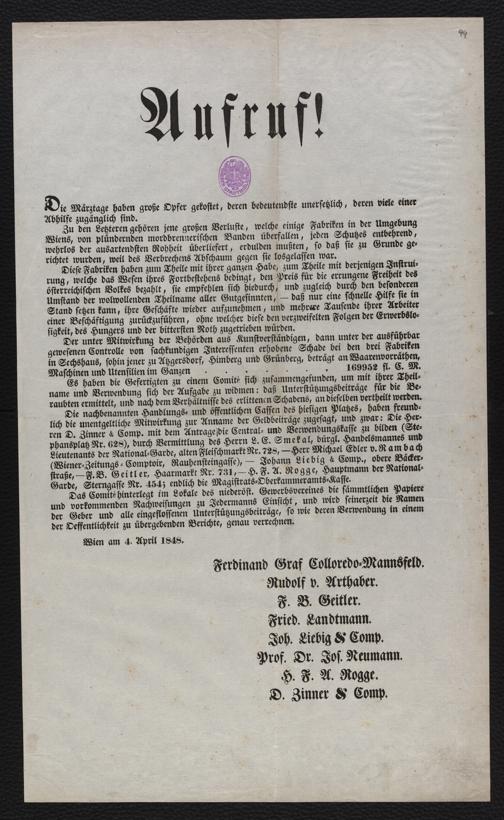 99
Aufruf!
Die Märztage haben große Opfer gekostet, deren bedeutendste unersetzlich, deren viele einer
Abhilfe zugänglich sind.
Zu den Letzteren gehören jene großen Verluste, welche einige Fabriken in der Umgebung
Wiens, von plündernden mordbrennerischen Banden überfallen, jeden Schutzes entbehrend,
wehrlos der ausartendsten Rohheit überliefert, erdulden mußten, so daß sie zu Grunde ge-
richtet wurden, weil des Verbrechens Abschaum gegen sie losgelassen war.
Diese Fabriken haben zum Theile mit ihrer ganzen Habe, zum Theile mit derjenigen Instrui-
rung, welche das Wesen ihres Fortbestehens bedingt, den Preis für die errungene Freiheit des
österreichischen Volkes bezahlt, sie empfehlen sich hiedurch, und zugleich durch den besonderen
Umstand der wolwollenden Theilname aller Gutgesinnten, — daß nur eine schnelle Hilfe sie in
Stand setzen kann, ihre Geschäfte wieder aufzunehmen, und mehrere Tausende ihrer Arbeiter
einer Beschäftigung zurückzuführen, ohne welcher diese den verzweifelten Folgen der Erwerbslo-
sigkeit, des Hungers und der bittersten Noth zugetrieben würden.
Der unter Mitwirkung der Behörden aus Kunstverständigen, dann unter der ausführbar
gewesenen Controlle von fachkundigen Interessenten erhobene Schade bei den drei Fabriken
in Sechshaus, sohin jener zu Atzgersdorf, Himberg und Gründberg, beträgt an Waarenvorräthen,
Maschinen und Utensilien im Ganzen . . . . . . 169952 fl. C. M.
Es haben die Gefertigten zu einem Comité sich zusammengefunden, um mit ihrer Theil-
name und Verwendung sich der Aufgabe zu widmen: daß Unterstützungsbeiträge für die Be-
raubten ermittelt, und nach dem Verhältnisse des erlittenen Schadens, an dieselben vertheilt werden.
Die nachbenannten Handlungs- und öffentlichen Cassen des hiesigen Platzes, haben freund-
lich die unentgeltliche Mitwirkung zur Anname der Geldbeiträge zugesagt, und zwar: Die Her-
ren D. Zinner & Comp. mit dem Antrage die Central- und Verwendungskasse zu bilden (Ste-
phansplatz Nr. 628), durch Vermittlung des Herrn L. E. Smekal, bürgl. Handelsmannes und
Lieutenants der National-Garde, alten Fleischmarkt Nr. 728, — Herr Michael Edler v. Rambach
(Wiener-Zeitungs-Comptoir, Rauhensteingasse), — Johann Liebig & Comp., obere Bäcker-
straße, — F. B. Geitler, Haarmarkt Nr. 731, — H. F. A. Rogge, Hauptmann der National-
Garde, Sterngasse Nr. 454; endlich die Magistrats-Oberkammeramts-Kasse.
Das Comité hinterlegt im Lokale des niederöst. Gewerbsvereines die sämmtlichen Papiere
und vorkommenden Nachweisungen zu Jedermanns Einsicht, und wird seinerzeit die Namen
der Geber und alle eingeflossenen Unterstützungsbeiträge, so wie deren Verwendung in einem
der Oeffentlichkeit zu übergebenden Berichte, genau verrechnen.
Wien am 4. April 1848.
Ferdinand Graf Colloredo-Mannsfeld.
Rudolf v. Arthaber.
F. B. Geitler.
Fried. Landtmann.
Joh. Liebig & Comp.
Prof. Dr. Jos. Neumann.
H. F. A. Rogge.
D. Zinner & Comp.